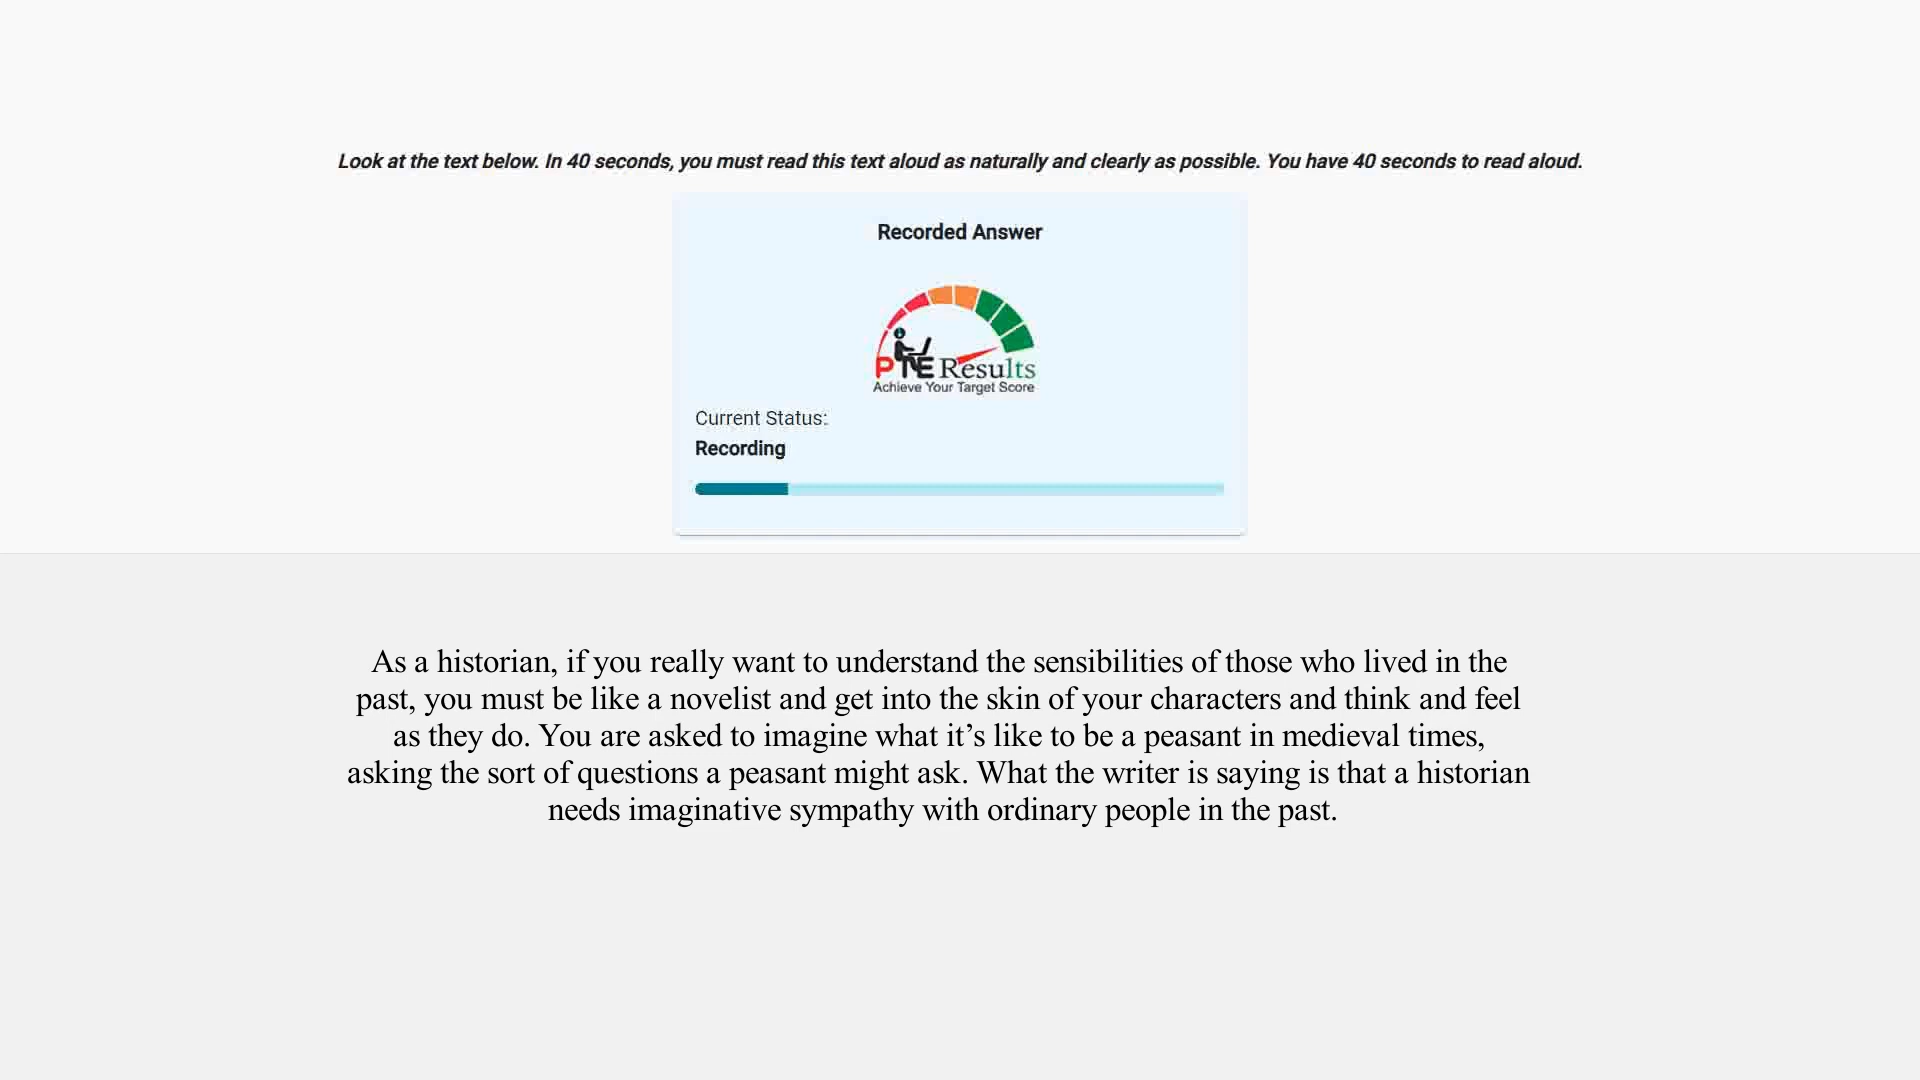 Look at the text below. In 40 seconds, you must read this text aloud as naturally and clearly as possible. You have 40 seconds to read aloud.
Recorded Answer
PTE Results
Achieve Your Target Score
Current Status:
Recording
As a historian, if you really want to understand the sensibilities of those who lived in the
past, you must be like a novelist and get into the skin of your characters and think and feel
as they do. You are asked to imagine what it’s like to be a peasant in medieval times,
asking the sort of questions a peasant might ask. What the writer is saying is that a historian
needs imaginative sympathy with ordinary people in the past.